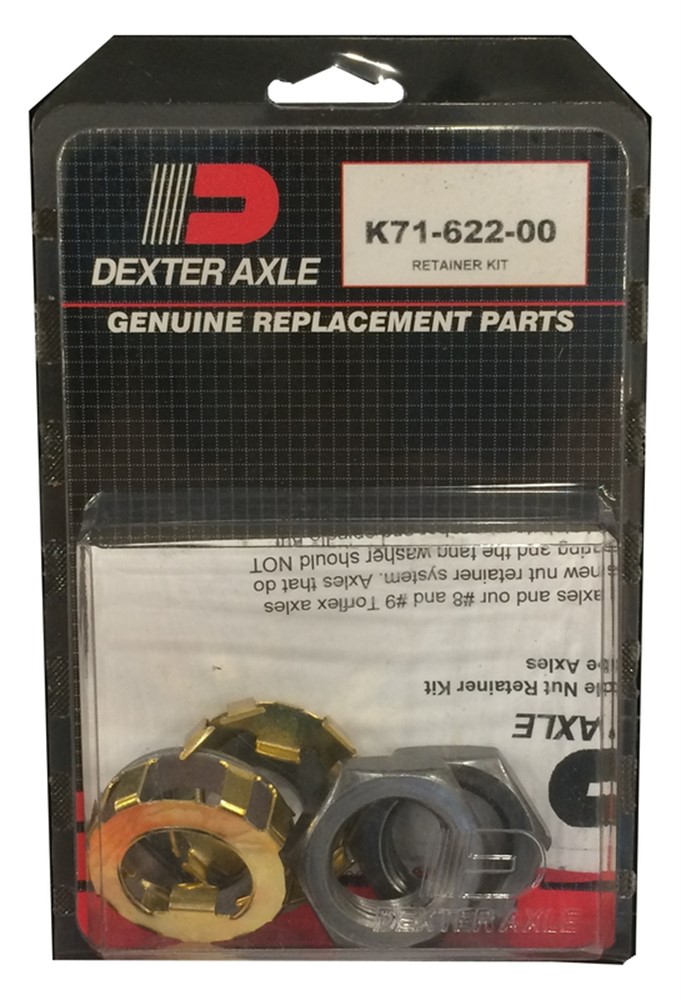 DEXTER AXLE
K71-622-00
RETAINER KIT
GENUINE REPLACEMENT PARTS
AXLE
Nut Retainer Kit
Axles
axles and our #8 and #9 Torflex axles
new nut retainer system. Axles that do
and the tang washer should NOT
DEXTER AXLE